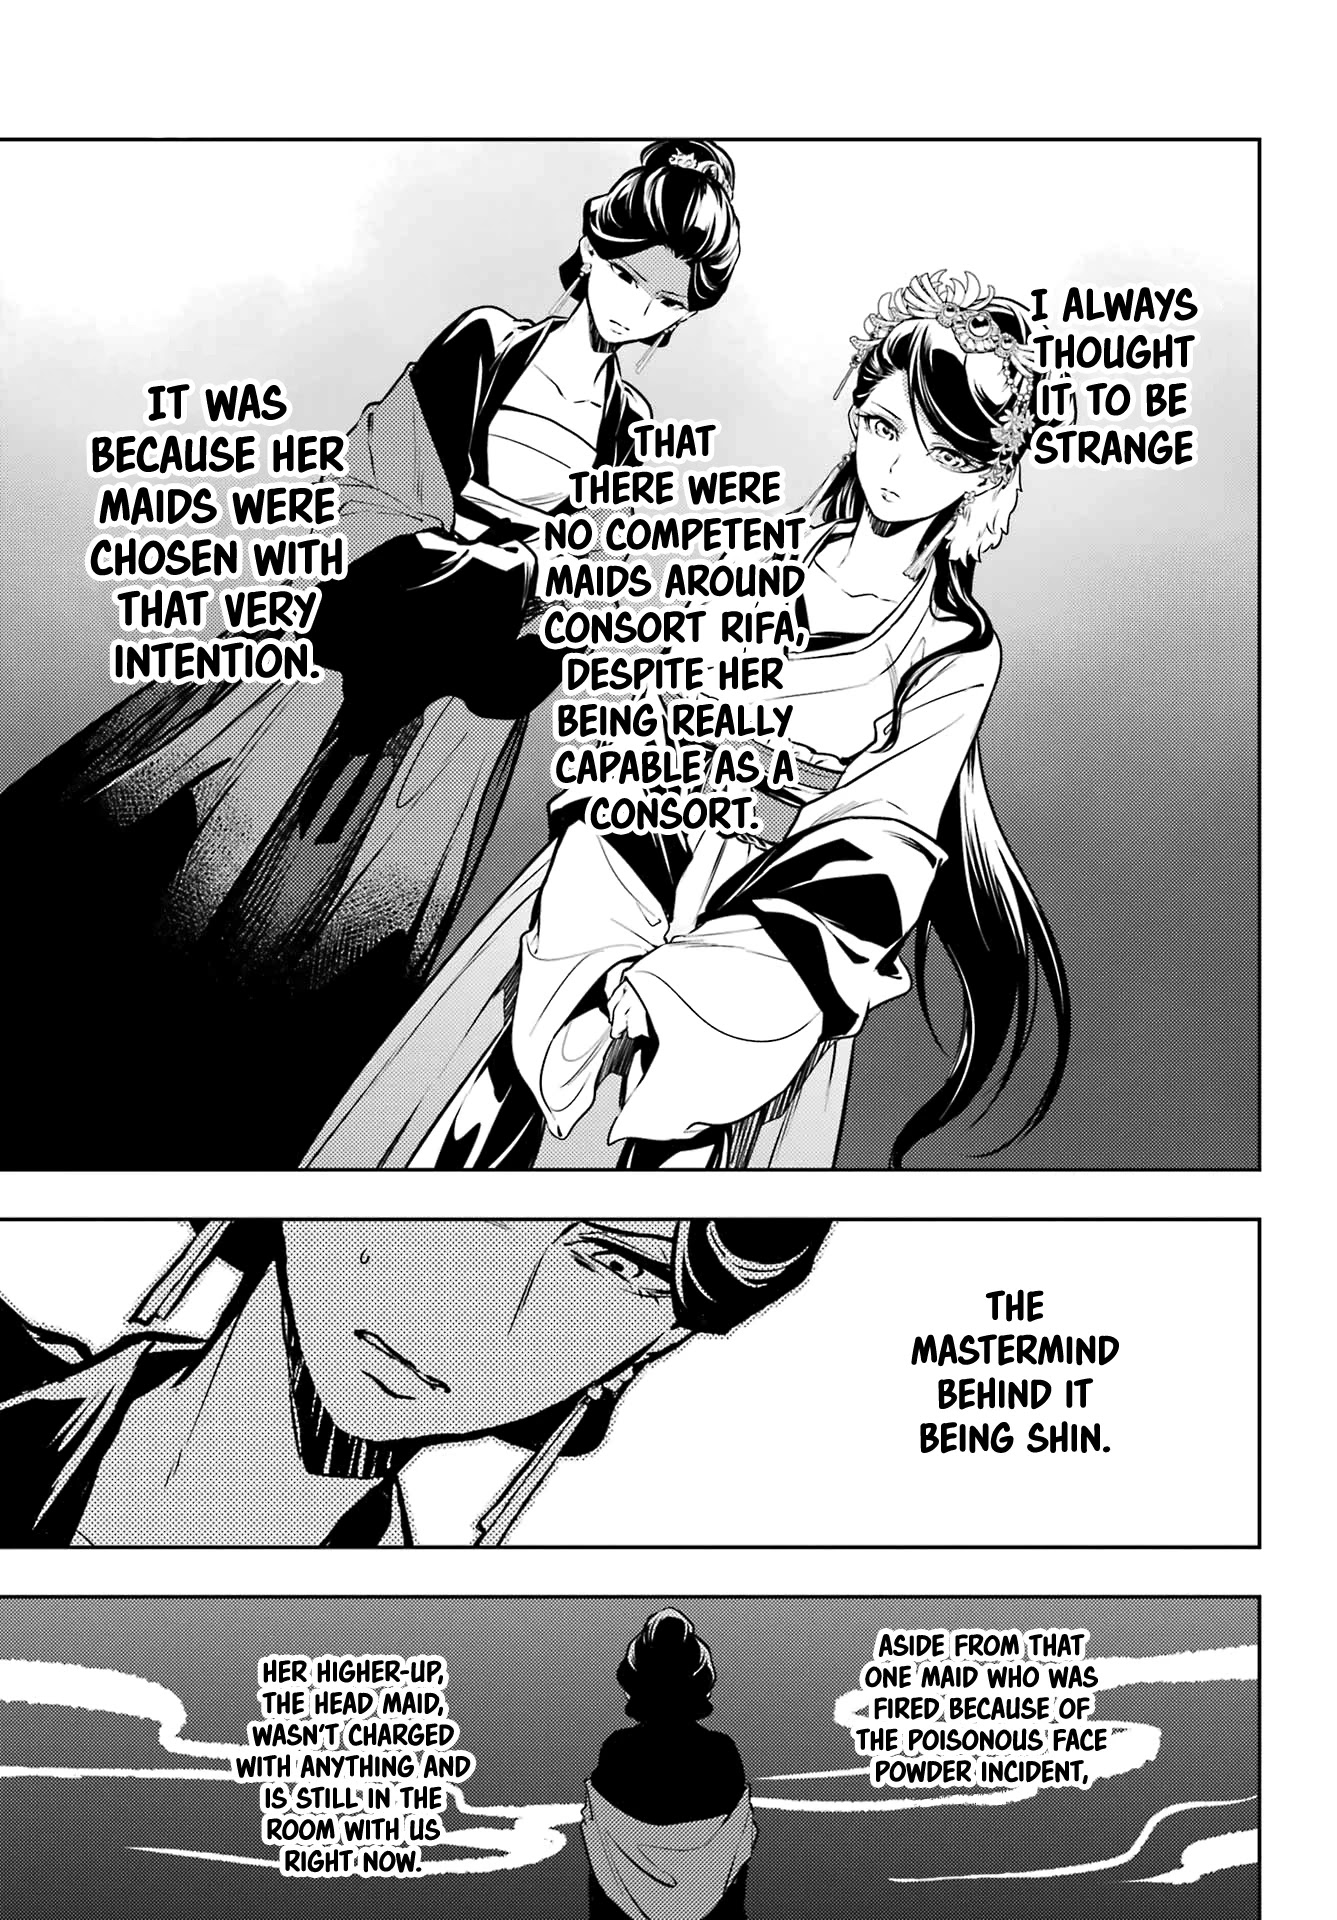 I ALWAYS
THOUGHT
IT TO BE
STRANGE
THAT
THERE WERE
NO COMPETENT
MAIDS AROUND
CONSORT RIFA,
DESPITE HER
BEING REALLY
CAPABLE AS A
CONSORT.
IT WAS
BECAUSE HER
MAIDS WERE
CHOSEN WITH
THAT VERY
INTENTION.
THE
MASTERMIND
BEHIND IT
BEING SHIN.
ASIDE FROM THAT
ONE MAID WHO WAS
FIRED BECAUSE OF
THE POISONOUS FACE
POWDER INCIDENT,
HER HIGHER-UP,
THE HEAD MAID,
WASN'T CHARGED
WITH ANYTHING AND
IS STILL IN THE
ROOM WITH US
RIGHT NOW.